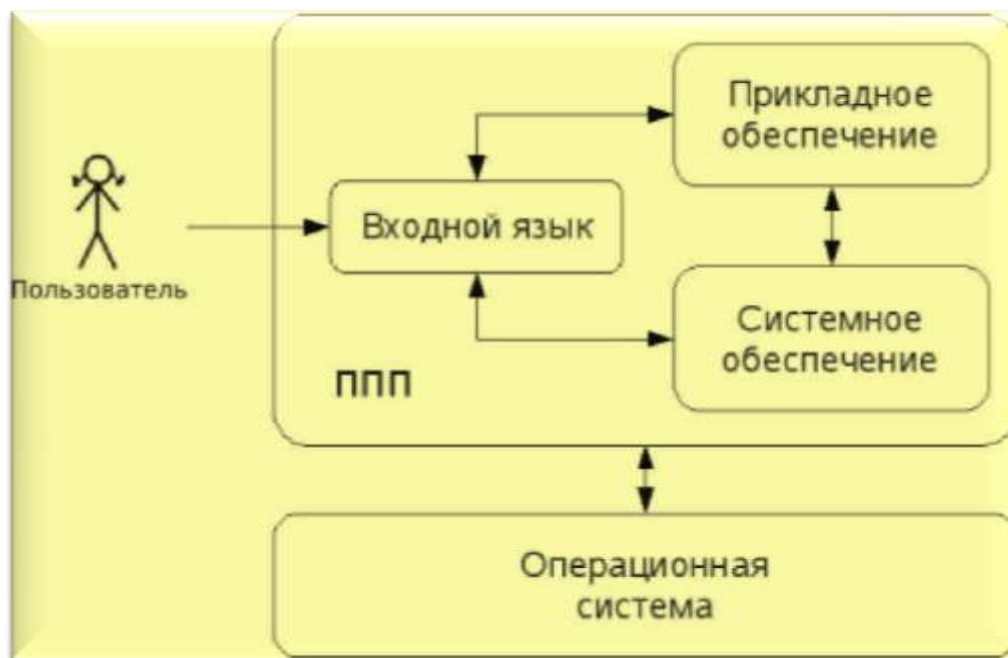 Прикладное
обеспечение
Входной язык
Пользователь
Системное
обеспечение
ППП
Операционная
система